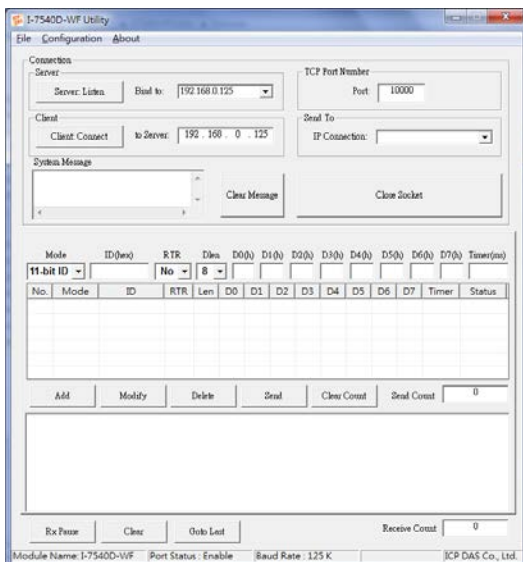 I-7540D-WF Utility
File Configuration About
Connection
Server
Server: Listen Bind to: 192.168.0.125
TCP Port Number
Port 10000
Client
Client: Connect to Server: 192 . 168 . 0 . 125
Send To
IP Connection:
System Message
Clear Message
Close Socket
Mode ID(hex) RTR Dlen D0(h) D1(h) D2(h) D3(h) D4(h) D5(h) D6(h) D7(h) Timer(ms)
11-bit ID No 8
No. Mode ID RTR Len D0 D1 D2 D3 D4 D5 D6 D7 Timer Status
Add Modify Delete Send Clear Count Send Count 0
Rx Pause Clear Goto Last Receive Count 0
Module Name: I-7540D-WF Port Status : Enable Baud Rate : 125 K ICP DAS Co., Ltd.